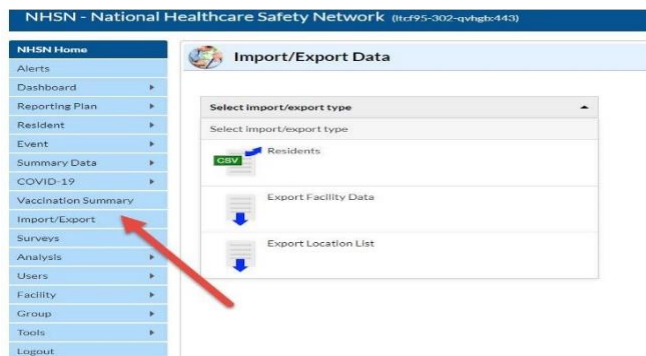 NHSN - National Healthcare Safety Network (ltcf95-302-qvhgb:443)
NHSN Home
Alerts
Dashboard
Reporting Plan
Resident
Event
Summary Data
COVID-19
Vaccination Summary
Import/Export
Surveys
Analysis
Users
Facility
Group
Tools
Logout
Import/Export Data
Select import/export type
Select import/export type
CSV
Residents
Export Facility Data
Export Location List